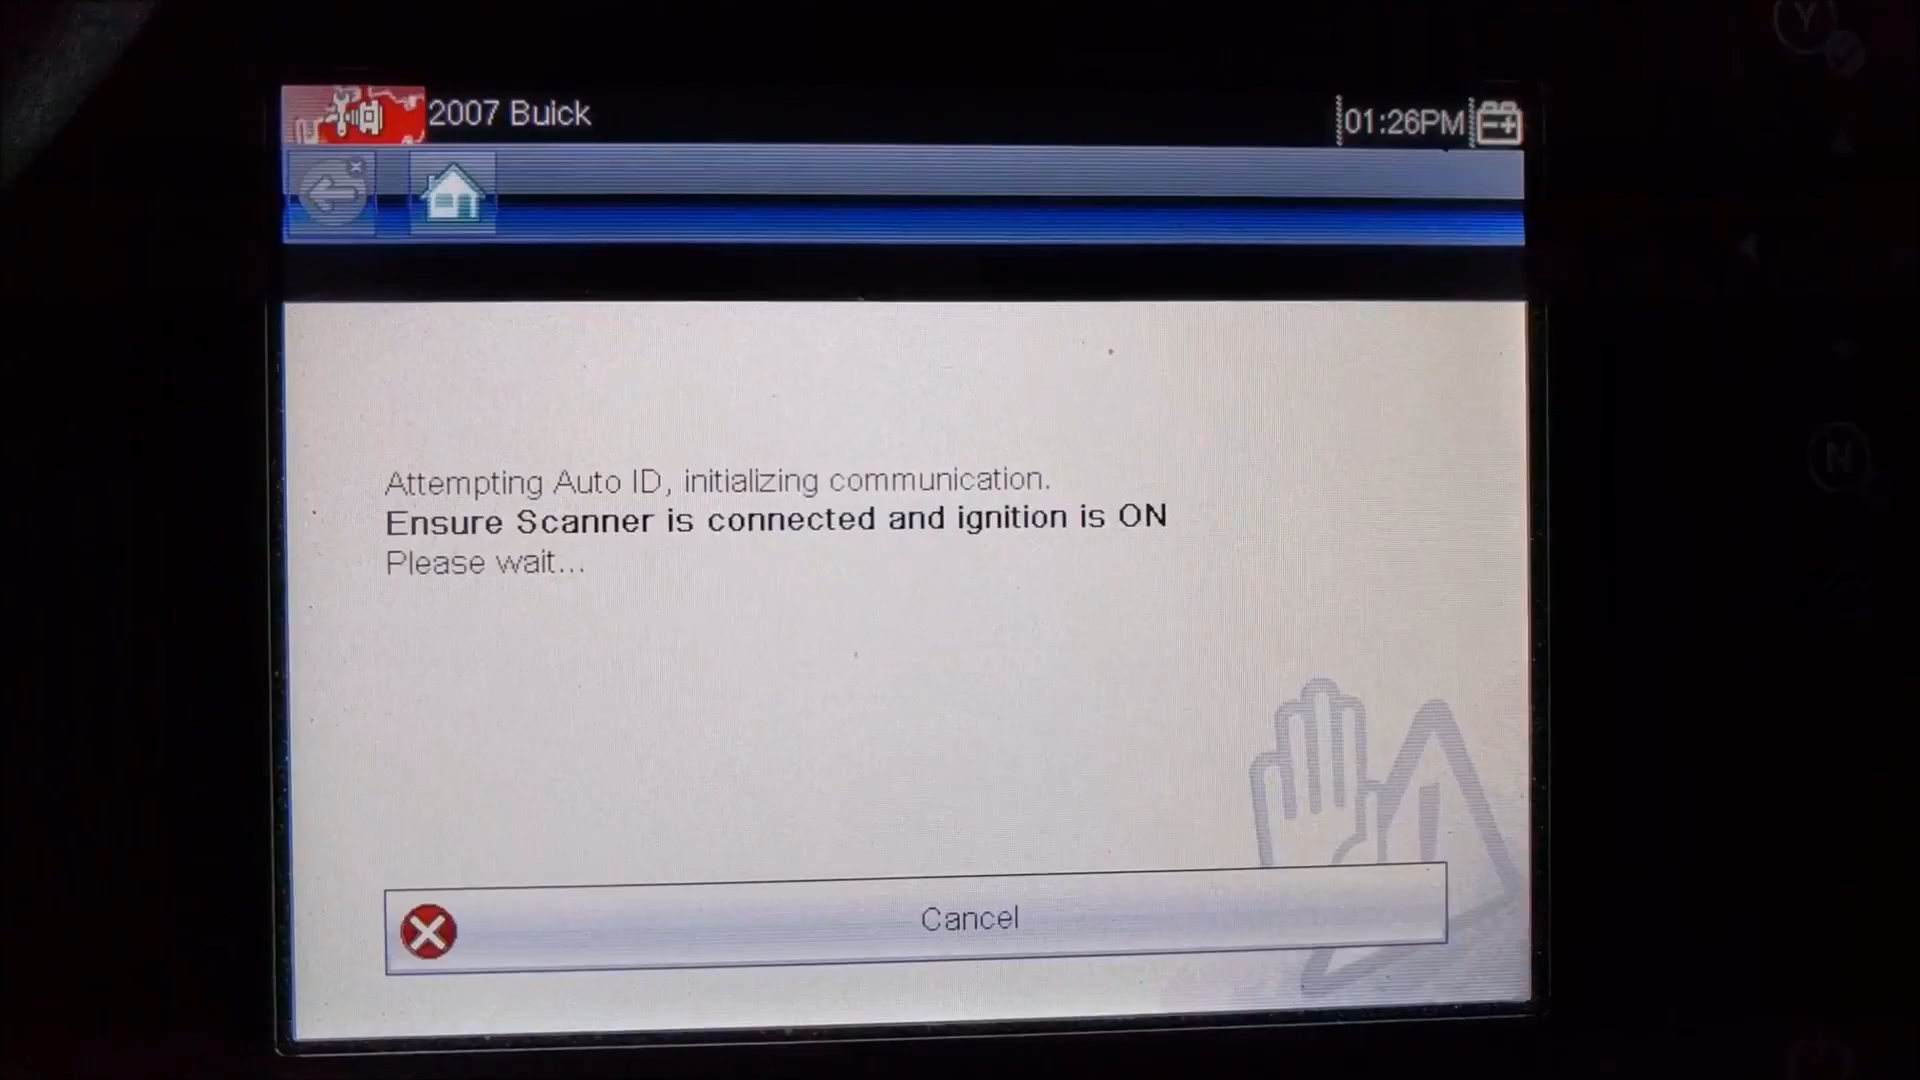 2007 Buick
01:26PM
Y
N
Attempting Auto ID, initializing communication.
Ensure Scanner is connected and ignition is ON
Please wait...
Cancel